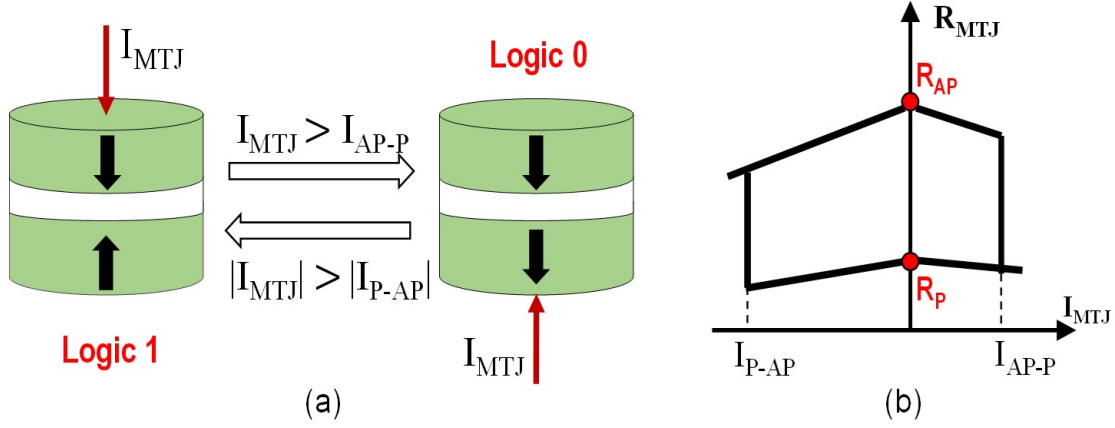 I_MTJ
Logic 0
I_MTJ > I_AP-P
|I_MTJ| > |I_P-AP|
Logic 1
I_MTJ
(a)
R_MTJ
R_AP
R_P
I_MTJ
I_P-AP
I_AP-P
(b)